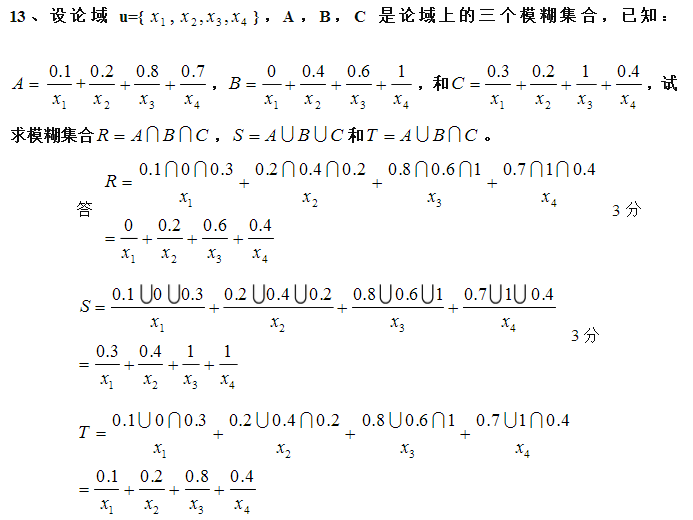 13、设论域 u={ x₁ , x₂,x₃,x₄ }，A，B，C 是论域上的三个模糊集合，已知：
A = 0.1/x₁ + 0.2/x₂ + 0.8/x₃ + 0.7/x₄ ，B = 0/x₁ + 0.4/x₂ + 0.6/x₃ + 1/x₄ ，和 C = 0.3/x₁ + 0.2/x₂ + 1/x₃ + 0.4/x₄ ，试
求模糊集合 R = A⋂B⋂C ，S = A⋃B⋃C 和 T = A⋃B⋂C 。
答 R = 0.1⋂0⋂0.3/x₁ + 0.2⋂0.4⋂0.2/x₂ + 0.8⋂0.6⋂1/x₃ + 0.7⋂1⋂0.4/x₄ 3 分
= 0/x₁ + 0.2/x₂ + 0.6/x₃ + 0.4/x₄
S = 0.1⋃0⋃0.3/x₁ + 0.2⋃0.4⋃0.2/x₂ + 0.8⋃0.6⋃1/x₃ + 0.7⋃1⋃0.4/x₄ 3 分
= 0.3/x₁ + 0.4/x₂ + 1/x₃ + 1/x₄
T = 0.1⋃0⋂0.3/x₁ + 0.2⋃0.4⋂0.2/x₂ + 0.8⋃0.6⋂1/x₃ + 0.7⋃1⋂0.4/x₄
= 0.1/x₁ + 0.2/x₂ + 0.8/x₃ + 0.4/x₄